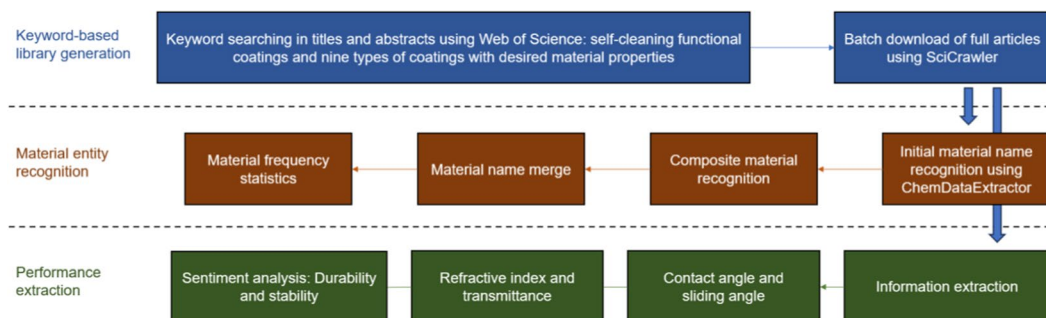 Keyword-based
library generation
Keyword searching in titles and abstracts using Web of Science: self-cleaning functional
coatings and nine types of coatings with desired material properties
Batch download of full articles
using SciCrawler
Material entity
recognition
Material frequency
statistics
Material name merge
Composite material
recognition
Initial material name
recognition using
ChemDataExtractor
Performance
extraction
Sentiment analysis: Durability
and stability
Refractive index and
transmittance
Contact angle and
sliding angle
Information extraction